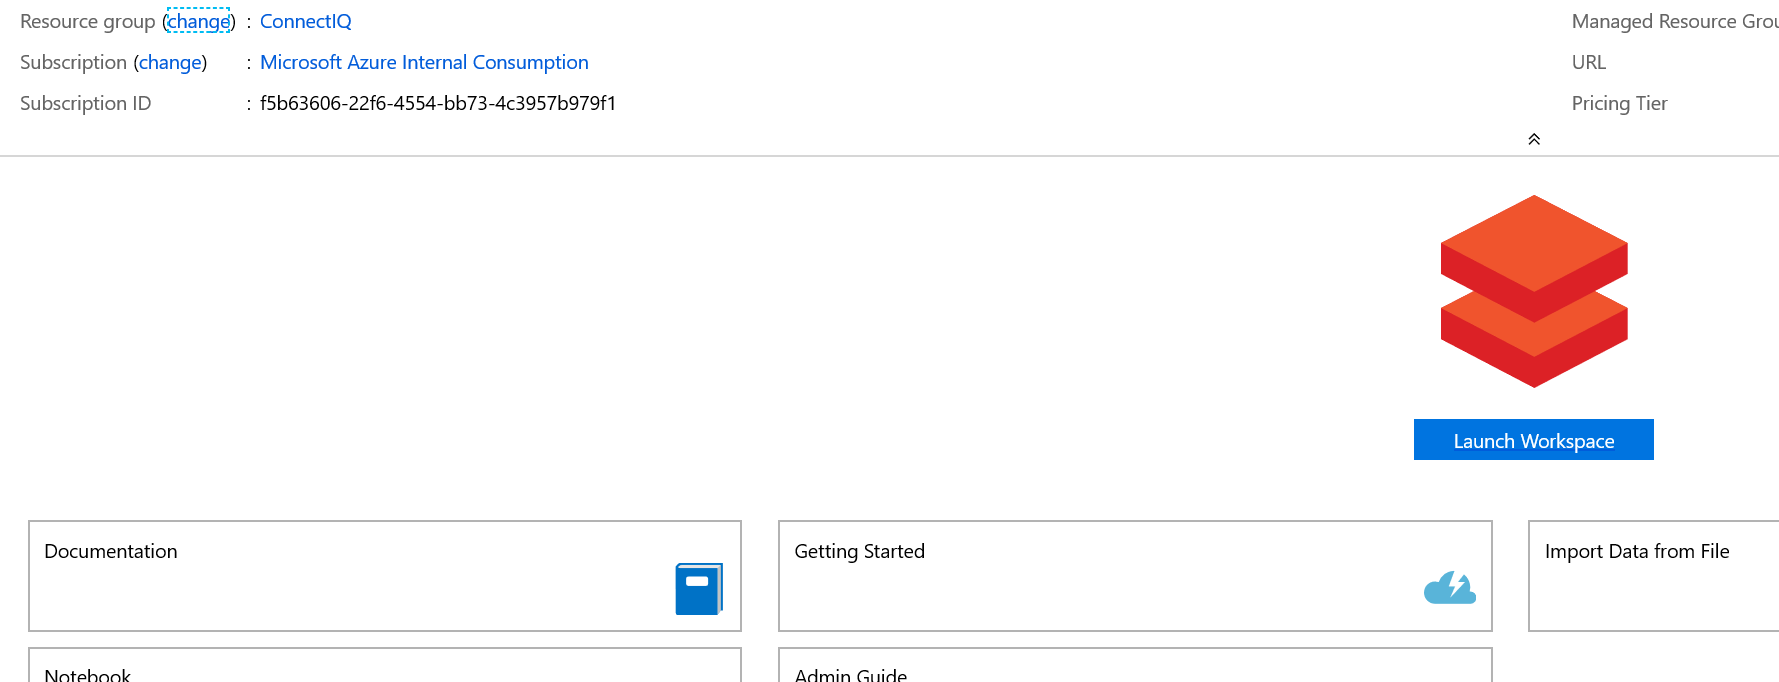 Resource group (change) : ConnectIQ
Subscription (change) : Microsoft Azure Internal Consumption
Subscription ID : f5b63606-22f6-4554-bb73-4c3957b979f1
Managed Resource Grou
URL
Pricing Tier
Launch Workspace
Documentation
Getting Started
Import Data from File
Notebook
Admin Guide